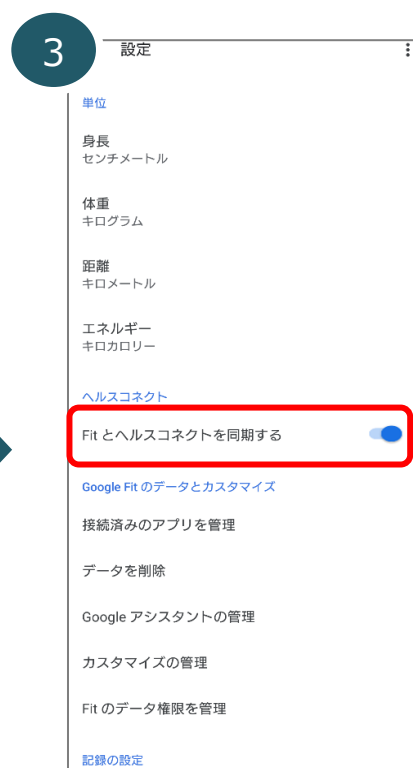 3
設定
単位
身長
センチメートル
体重
キログラム
距離
キロメートル
エネルギー
キロカロリー
ヘルスコネクト
Fit とヘルスコネクトを同期する
Google Fit のデータとカスタマイズ
接続済みのアプリを管理
データを削除
Google アシスタントの管理
カスタマイズの管理
Fit のデータ権限を管理
記録の設定